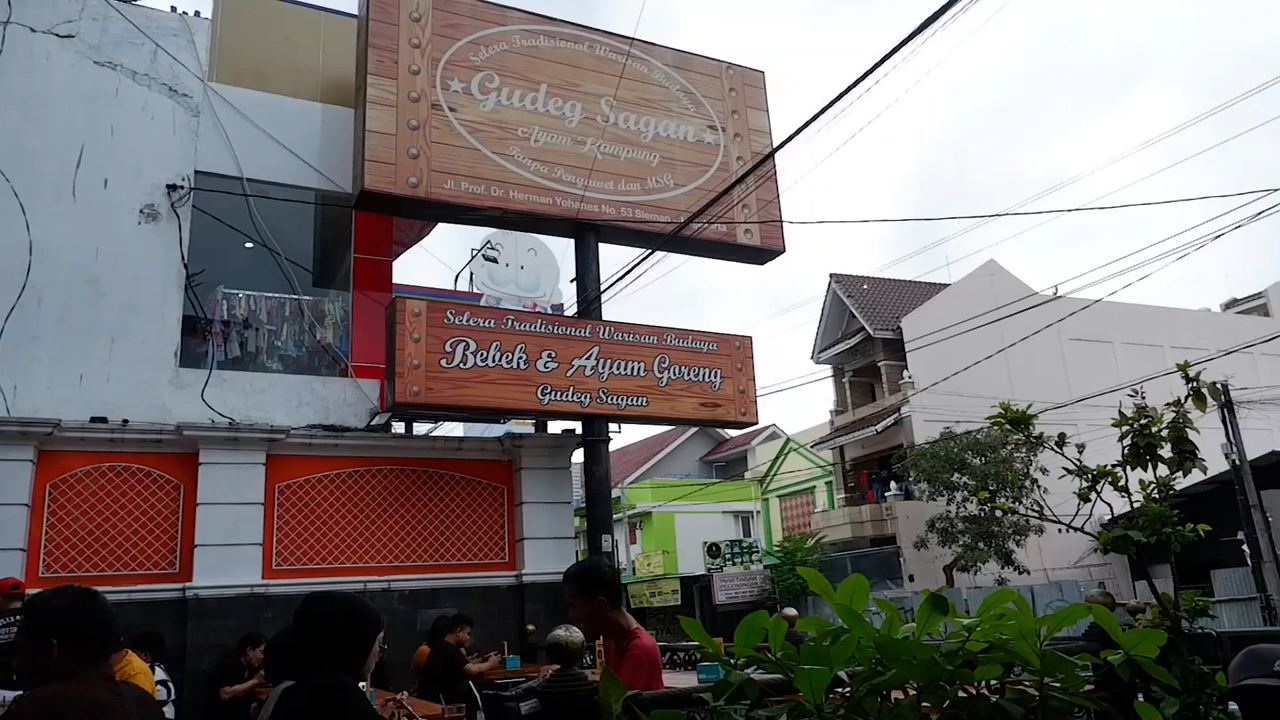 Selera Tradisional Warisan Budaya
Gudeg Sagan
Ayam Kampung
Tanpa Pengawet dan MSG
Jl. Prof. Dr. Herman Yohanes No. 53 Sleman -
Selera Tradisional Warisan Budaya
Bebek & Ayam Goreng
Gudeg Sagan